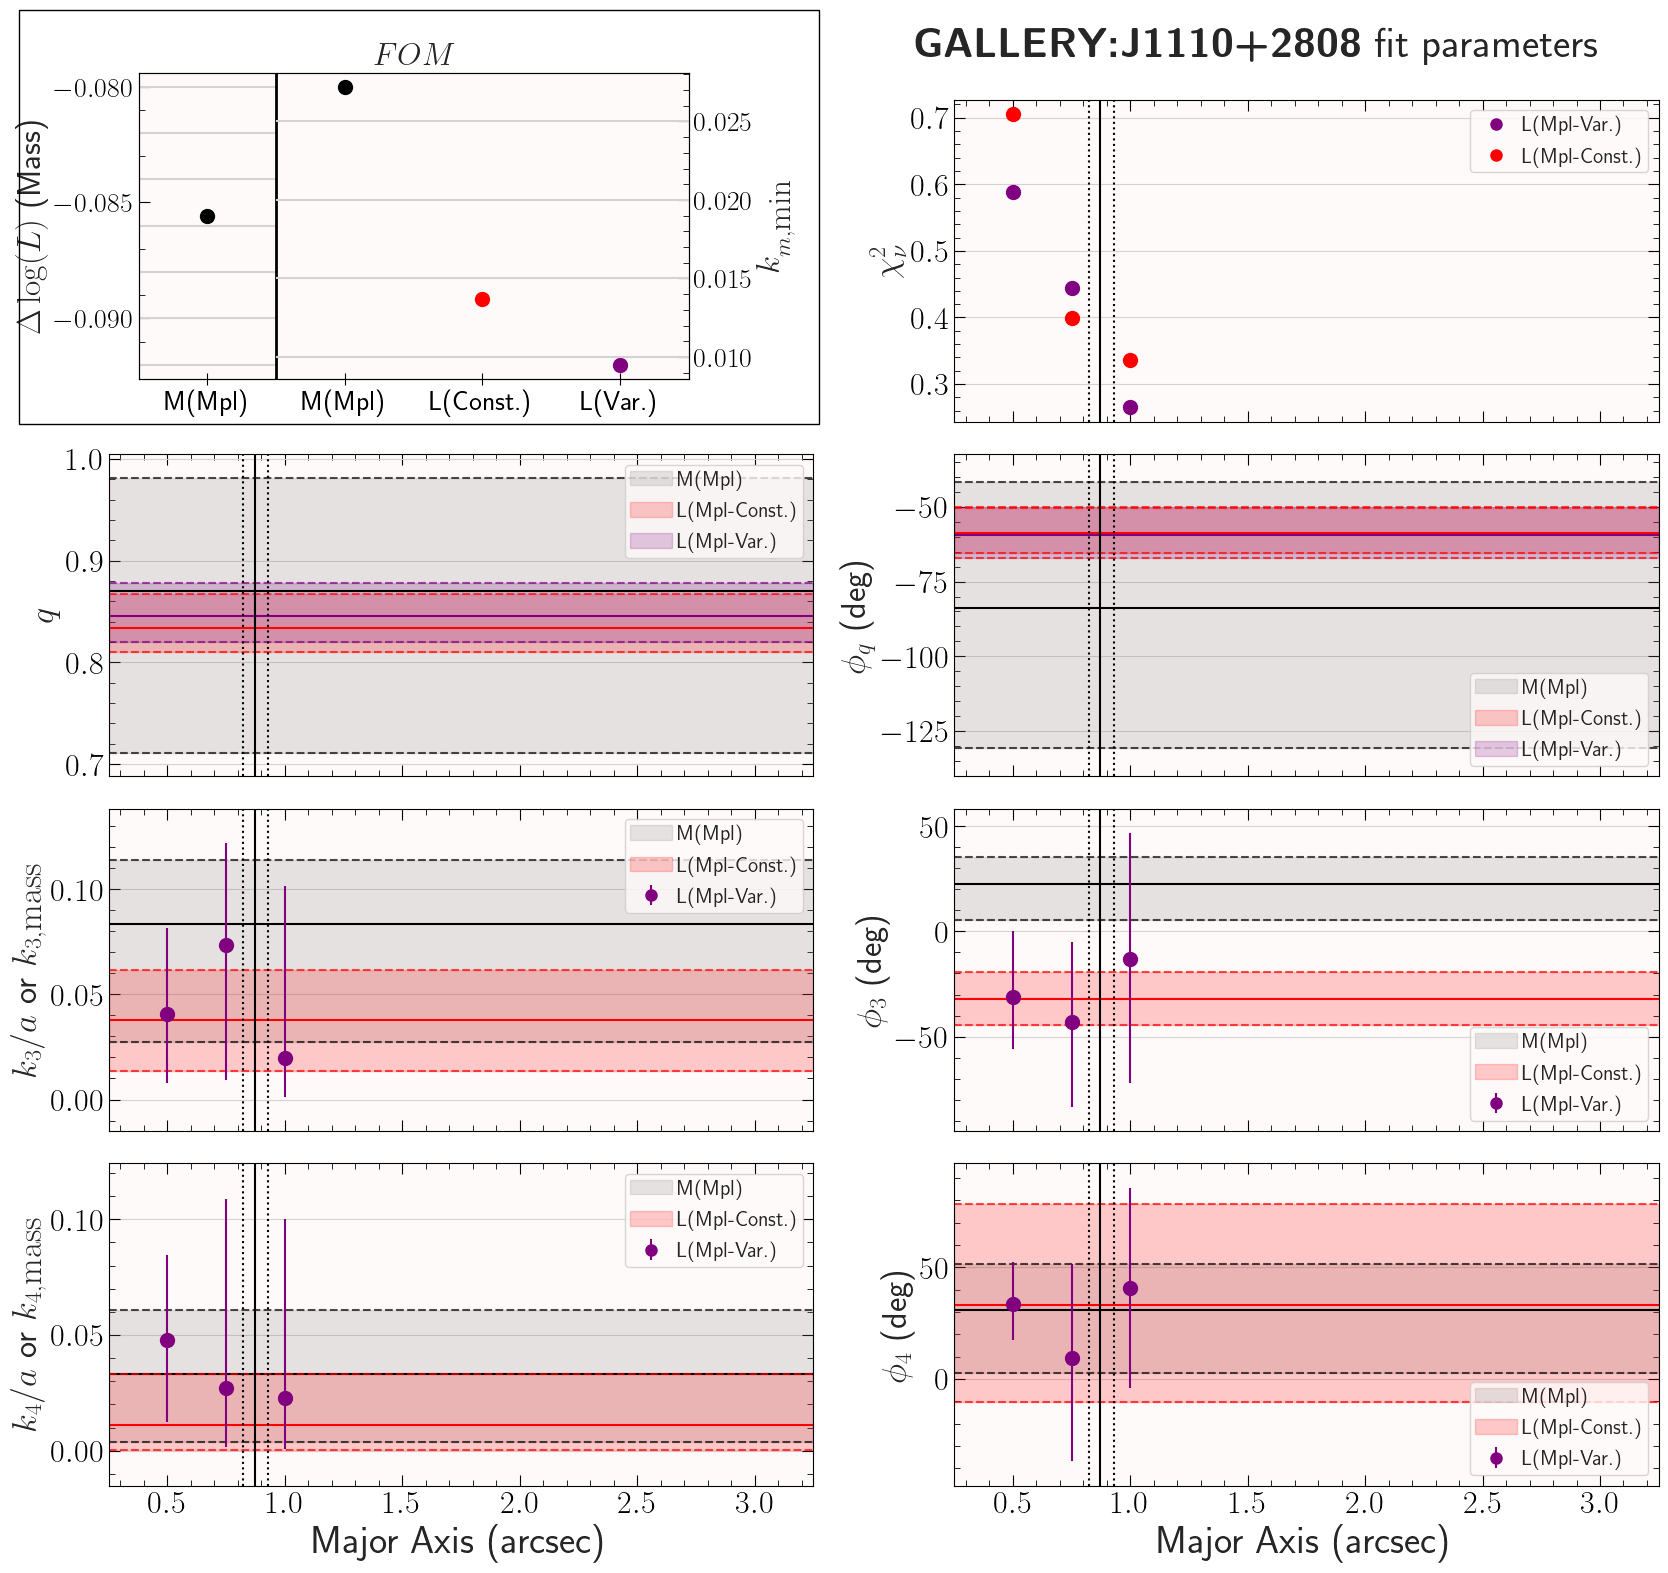 FOM
GALLERY:J1110+2808 fit parameters
Δ log(L) (Mass)
−0.080
−0.085
−0.090
0.025
0.020
0.015
0.010
k_{m,min}
M(Mpl) M(Mpl) L(Const.) L(Var.)
χ²_ν
0.7
0.6
0.5
0.4
0.3
L(Mpl-Var.)
L(Mpl-Const.)
q
1.0
0.9
0.8
0.7
M(Mpl)
L(Mpl-Const.)
L(Mpl-Var.)
ϕ_q (deg)
−50
−75
−100
−125
M(Mpl)
L(Mpl-Const.)
L(Mpl-Var.)
k₃/a or k_{3,mass}
0.10
0.05
0.00
M(Mpl)
L(Mpl-Const.)
L(Mpl-Var.)
ϕ₃ (deg)
50
0
−50
M(Mpl)
L(Mpl-Const.)
L(Mpl-Var.)
k₄/a or k_{4,mass}
0.10
0.05
0.00
M(Mpl)
L(Mpl-Const.)
L(Mpl-Var.)
0.5 1.0 1.5 2.0 2.5 3.0
Major Axis (arcsec)
ϕ₄ (deg)
50
0
M(Mpl)
L(Mpl-Const.)
L(Mpl-Var.)
0.5 1.0 1.5 2.0 2.5 3.0
Major Axis (arcsec)